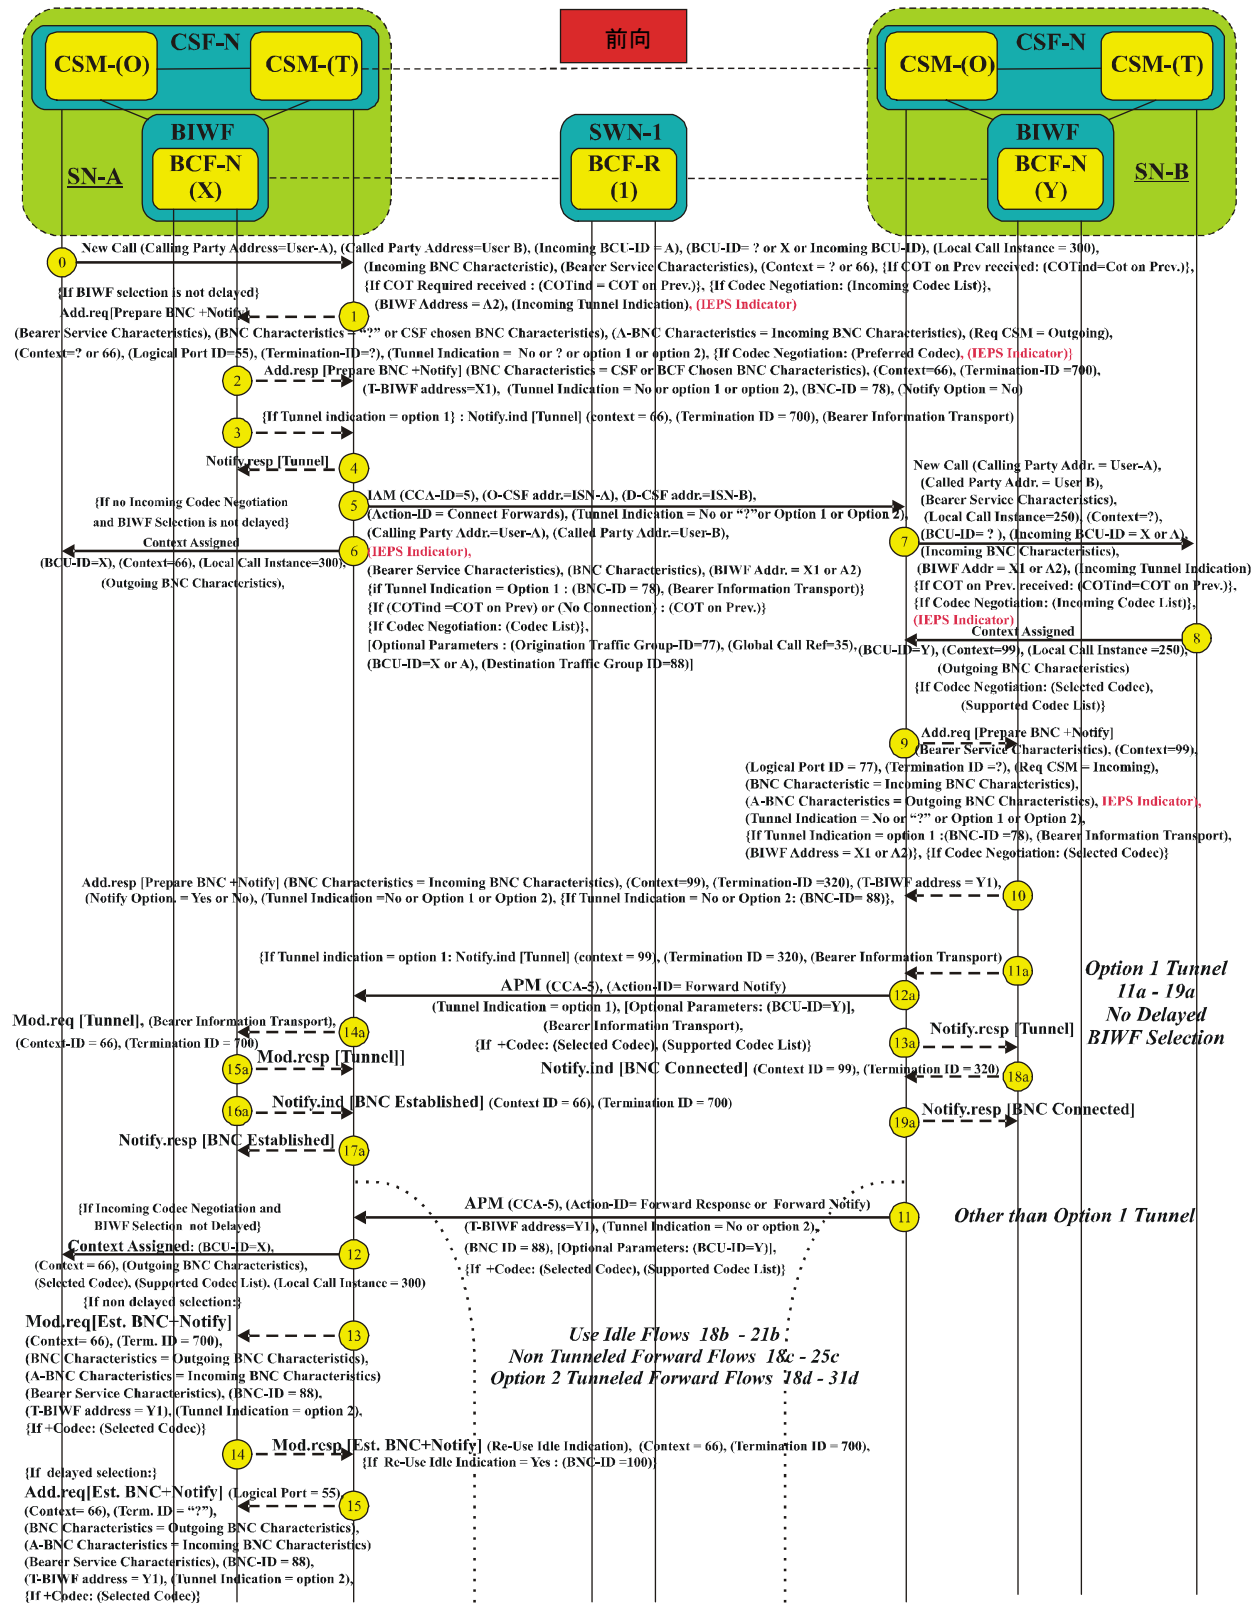 前向
CSF-N
CSM-(O)
CSM-(T)
BIWF
BCF-N
(X)
SN-A
SWN-1
BCF-R
(1)
CSF-N
CSM-(O)
CSM-(T)
BIWF
BCF-N
(Y)
SN-B
0
New Call (Calling Party Address=User-A), (Called Party Address=User B), (Incoming BCU-ID = A), (BCU-ID= ? or X or Incoming BCU-ID), (Local Call Instance = 300),
(Incoming BNC Characteristic), (Bearer Service Characteristics), (Context = ? or 66), {If COT on Prev received: (COTind=Cot on Prev.)},
{If COT Required received : (COTind = COT on Prev.)}, {If Codec Negotiation: (Incoming Codec List)},
(BIWF Address = A2), (Incoming Tunnel Indication), (IEPS Indicator)
{If BIWF selection is not delayed}
Add.req[Prepare BNC +Notify]
1
(Bearer Service Characteristics), (BNC Characteristics = “?” or CSF chosen BNC Characteristics), (A-BNC Characteristics = Incoming BNC Characteristics), (Req CSM = Outgoing),
(Context=? or 66), (Logical Port ID=55), (Termination-ID=?), (Tunnel Indication = No or ? or option 1 or option 2), {If Codec Negotiation: (Preferred Codec), (IEPS Indicator)}
2
Add.resp [Prepare BNC +Notify] (BNC Characteristics = CSF or BCF Chosen BNC Characteristics), (Context=66), (Termination-ID =700),
(T-BIWF address=X1), (Tunnel Indication = No or option 1 or option 2), (BNC-ID = 78), (Notify Option = No)
{If Tunnel indication = option 1} : Notify.ind [Tunnel] (context = 66), (Termination ID = 700), (Bearer Information Transport)
3
Notify.resp [Tunnel]
4
5
IAM (CCA-ID=5), (O-CSF addr.=ISN-A), (D-CSF addr.=ISN-B),
(Action-ID = Connect Forwards), (Tunnel Indication = No or “?”or Option 1 or Option 2),
(Calling Party Addr.=User-A), (Called Party Addr.=User-B),
(IEPS Indicator),
(Bearer Service Characteristics), (BNC Characteristics), (BIWF Addr. = X1 or A2)
{if Tunnel Indication = Option 1 : (BNC-ID = 78), (Bearer Information Transport)}
{If (COTind =COT on Prev) or (No Connection} : (COT on Prev.)}
{If Codec Negotiation: (Codec List)},
[Optional Parameters : (Origination Traffic Group-ID=77), (Global Call Ref=35),
(BCU-ID=X or A), (Destination Traffic Group ID=88)]
{If no Incoming Codec Negotiation
and BIWF Selection is not delayed}
Context Assigned
6
(BCU-ID=X), (Context=66), (Local Call Instance=300),
(Outgoing BNC Characteristics),
New Call (Calling Party Addr. = User-A),
(Called Party Addr. = User B),
(Bearer Service Characteristics),
(Local Call Instance=250), (Context=?),
(BCU-ID= ? ), (Incoming BCU-ID = X or A),
7
(Incoming BNC Characteristics),
(BIWF Addr = X1 or A2), (Incoming Tunnel Indication)
{If COT on Prev. received: (COTind=COT on Prev.)},
{If Codec Negotiation: (Incoming Codec List)},
(IEPS Indicator)
Context Assigned
8
(BCU-ID=Y), (Context=99), (Local Call Instance =250),
(Outgoing BNC Characteristics)
{If Codec Negotiation: (Selected Codec),
(Supported Codec List)}
9
Add.req [Prepare BNC +Notify]
(Bearer Service Characteristics), (Context=99),
(Logical Port ID = 77), (Termination ID =?), (Req CSM = Incoming),
(BNC Characteristic = Incoming BNC Characteristics),
(A-BNC Characteristics = Outgoing BNC Characteristics), IEPS Indicator),
(Tunnel Indication = No or “?” or Option 1 or Option 2),
{If Tunnel Indication = option 1 :(BNC-ID =78), (Bearer Information Transport),
(BIWF Address = X1 or A2)}, {If Codec Negotiation: (Selected Codec)}
Add.resp [Prepare BNC +Notify] (BNC Characteristics = Incoming BNC Characteristics), (Context=99), (Termination-ID =320), (T-BIWF address = Y1),
(Notify Option. = Yes or No), (Tunnel Indication =No or Option 1 or Option 2), {If Tunnel Indication = No or Option 2: (BNC-ID= 88)},
10
{If Tunnel indication = option 1: Notify.ind [Tunnel] (context = 99), (Termination ID = 320), (Bearer Information Transport)
11a
Option 1 Tunnel
11a - 19a
No Delayed
BIWF Selection
APM (CCA-5), (Action-ID= Forward Notify)
12a
(Tunnel Indication = option 1), [Optional Parameters: (BCU-ID=Y)],
(Bearer Information Transport),
{If +Codec: (Selected Codec), (Supported Codec List)}
Mod.req [Tunnel], (Bearer Information Transport),
14a
(Context-ID = 66), (Termination ID = 700)
13a
Notify.resp [Tunnel]
15a
Mod.resp [Tunnel]]
Notify.ind [BNC Connected] (Context ID = 99), (Termination ID = 320)
18a
16a
Notify.ind [BNC Established] (Context ID = 66), (Termination ID = 700)
19a
Notify.resp [BNC Connected]
Notify.resp [BNC Established]
17a
{If Incoming Codec Negotiation and
BIWF Selection not Delayed}
APM (CCA-5), (Action-ID= Forward Response or Forward Notify)
11
Other than Option 1 Tunnel
(T-BIWF address=Y1), (Tunnel Indication = No or option 2),
(BNC ID = 88), [Optional Parameters: (BCU-ID=Y)],
{If +Codec: (Selected Codec), (Supported Codec List)}
Context Assigned: (BCU-ID=X),
12
(Context = 66), (Outgoing BNC Characteristics),
(Selected Codec), (Supported Codec List). (Local Call Instance = 300)
{If non delayed selection:}
Mod.req[Est. BNC+Notify]
13
(Context= 66), (Term. ID = 700),
(BNC Characteristics = Outgoing BNC Characteristics),
(A-BNC Characteristics = Incoming BNC Characteristics)
(Bearer Service Characteristics), (BNC-ID = 88),
(T-BIWF address = Y1), (Tunnel Indication = option 2),
{If +Codec: (Selected Codec)}
Use Idle Flows 18b - 21b
Non Tunneled Forward Flows 18c - 25c
Option 2 Tunneled Forward Flows 18d - 31d
14
Mod.resp [Est. BNC+Notify] (Re-Use Idle Indication), (Context = 66), (Termination ID = 700),
{If Re-Use Idle Indication = Yes : (BNC-ID =100)}
{If delayed selection:}
Add.req[Est. BNC+Notify] (Logical Port = 55),
15
(Context= 66), (Term. ID = “?”,
(BNC Characteristics = Outgoing BNC Characteristics),
(A-BNC Characteristics = Incoming BNC Characteristics)
(Bearer Service Characteristics), (BNC-ID = 88),
(T-BIWF address = Y1), (Tunnel Indication = option 2),
{If +Codec: (Selected Codec)}